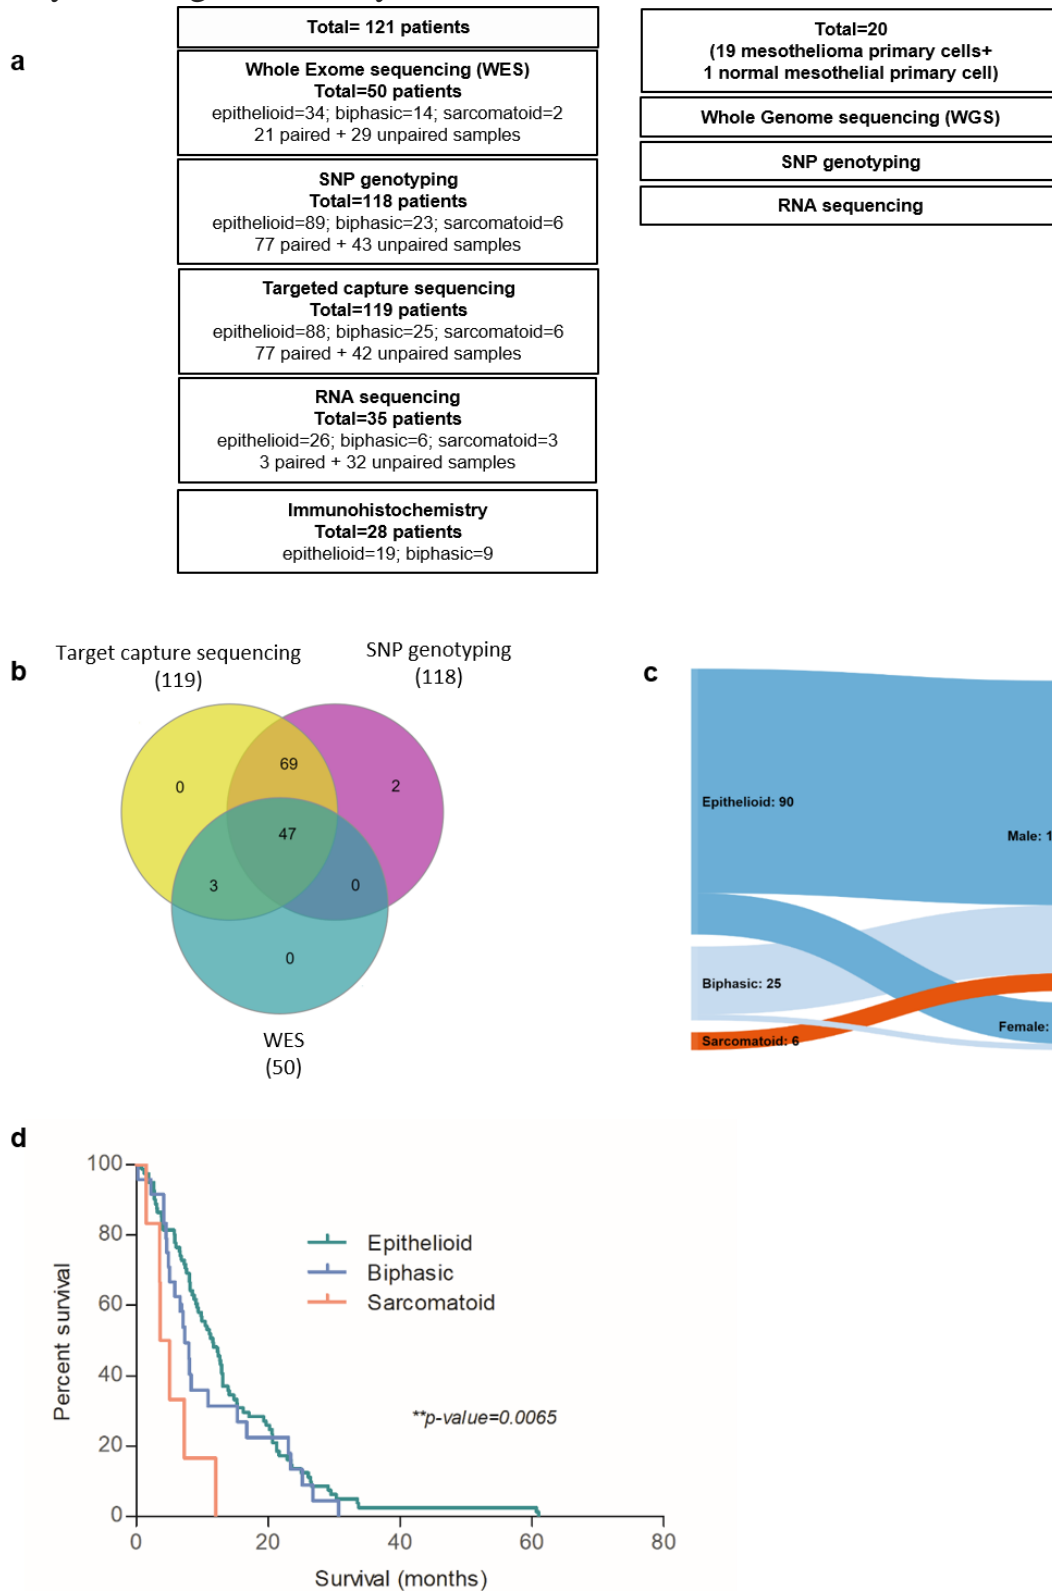 a
Total= 121 patients
Whole Exome sequencing (WES)
Total=50 patients
epithelioid=34; biphasic=14; sarcomatoid=2
21 paired + 29 unpaired samples
SNP genotyping
Total=118 patients
epithelioid=89; biphasic=23; sarcomatoid=6
77 paired + 43 unpaired samples
Targeted capture sequencing
Total=119 patients
epithelioid=88; biphasic=25; sarcomatoid=6
77 paired + 42 unpaired samples
RNA sequencing
Total=35 patients
epithelioid=26; biphasic=6; sarcomatoid=3
3 paired + 32 unpaired samples
Immunohistochemistry
Total=28 patients
epithelioid=19; biphasic=9
Total=20
(19 mesothelioma primary cells+
1 normal mesothelial primary cell)
Whole Genome sequencing (WGS)
SNP genotyping
RNA sequencing
b
Target capture sequencing
(119)
SNP genotyping
(118)
0
69
2
47
3
0
0
WES
(50)
c
Epithelioid: 90
Male: 1
Biphasic: 25
Female:
Sarcomatoid: 6
d
Percent survival
100
80
60
40
20
0
Epithelioid
Biphasic
Sarcomatoid
**p-value=0.0065
0 20 40 60 80
Survival (months)